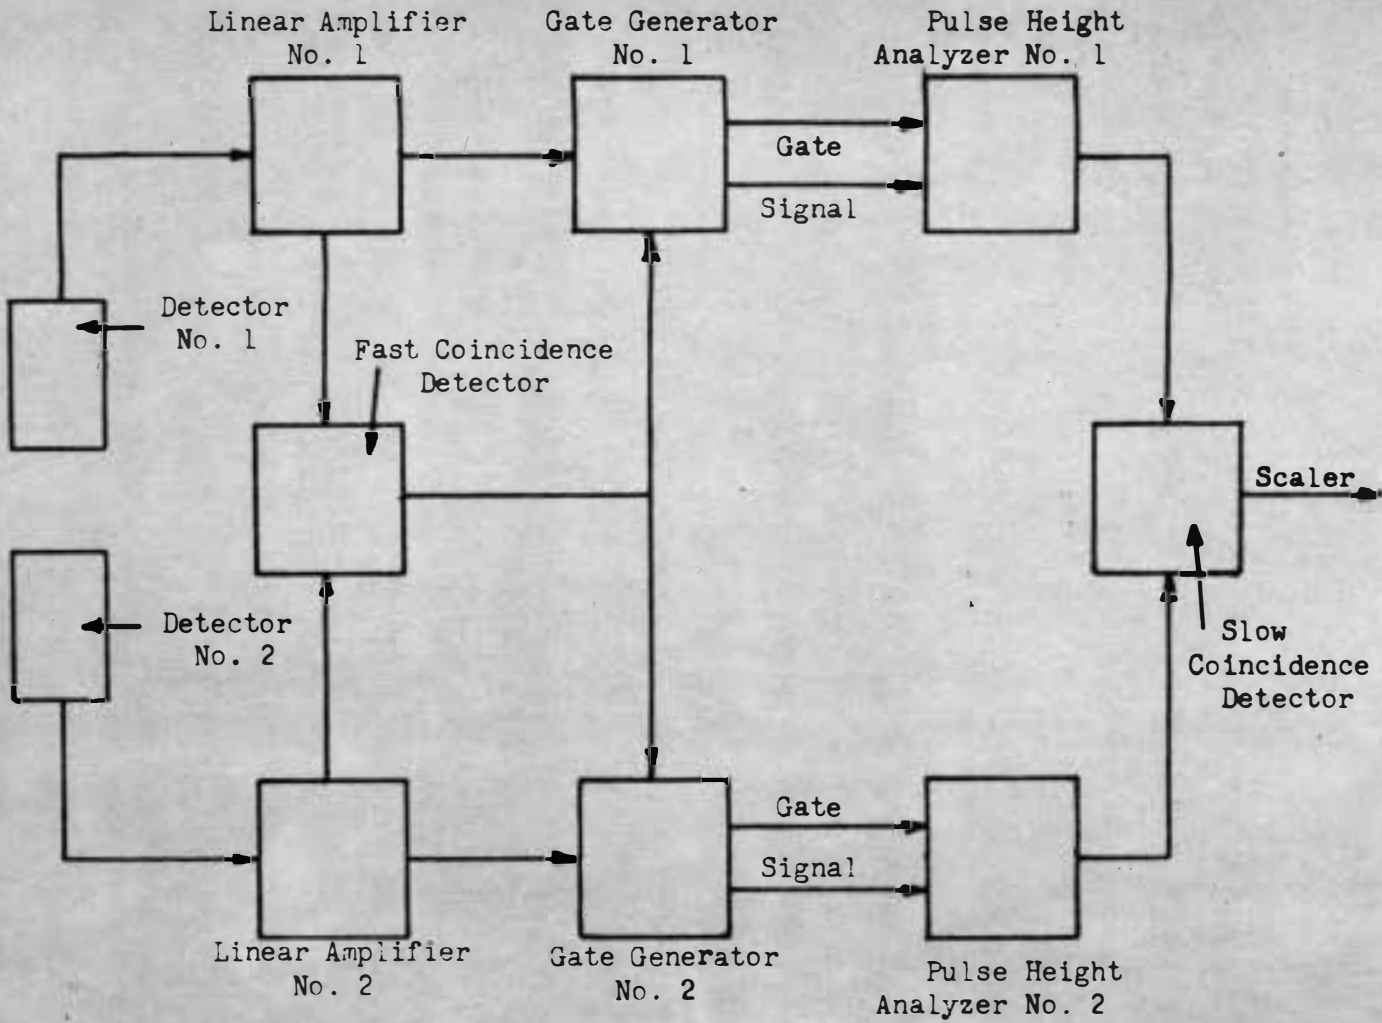 Linear Amplifier
No. 1
Gate Generator
No. 1
Pulse Height
Analyzer No. 1
Gate
Signal
Detector
No. 1
Fast Coincidence
Detector
Scaler
Detector
No. 2
Slow
Coincidence
Detector
Gate
Signal
Linear Amplifier
No. 2
Gate Generator
No. 2
Pulse Height
Analyzer No. 2